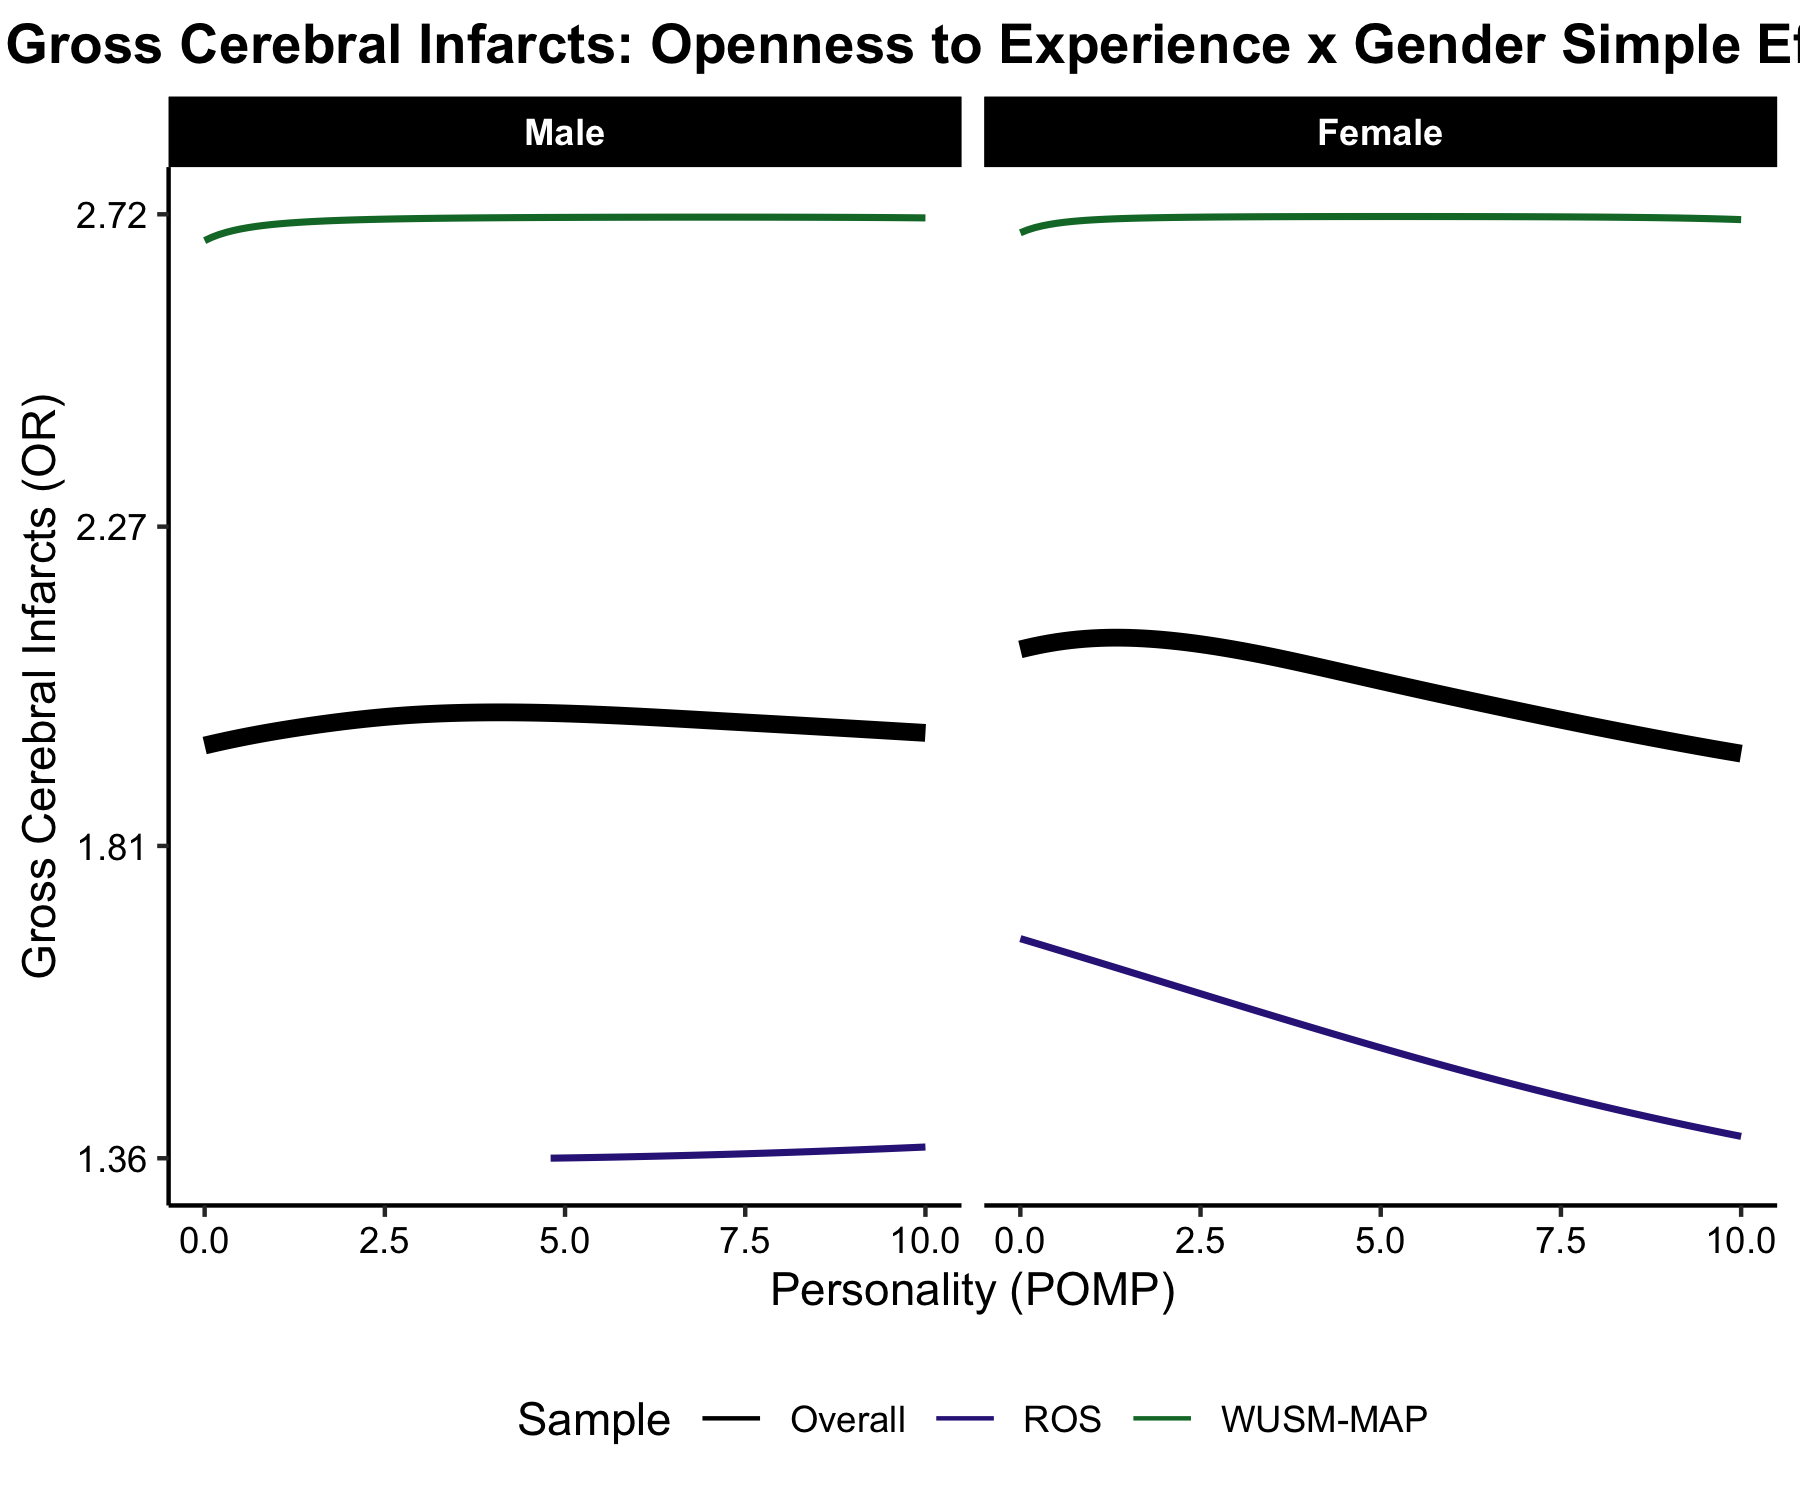 Gross Cerebral Infarcts: Openness to Experience x Gender Simple
Male
Female
Gross Cerebral Infarcts (OR)
2.72
2.27
1.81
1.36
0.0 2.5 5.0 7.5 10.0 0.0 2.5 5.0 7.5 10.0
Personality (POMP)
Sample Overall ROS WUSM-MAP